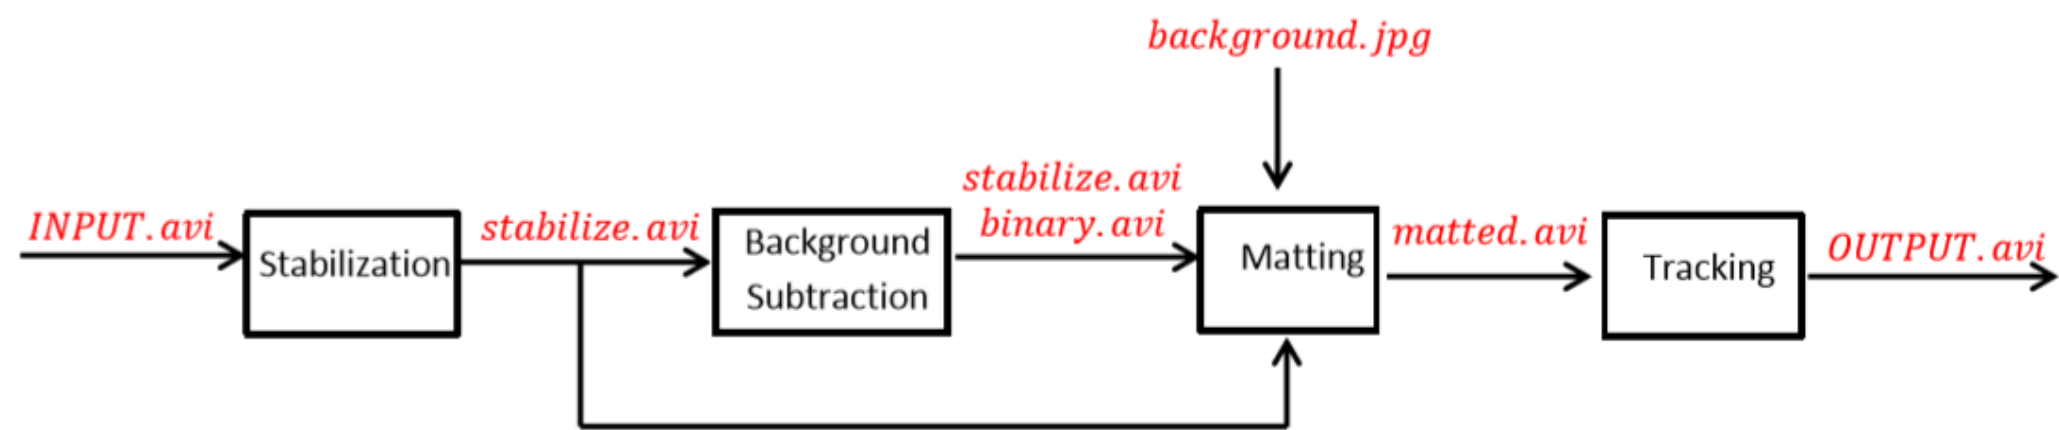 background.jpg
INPUT.avi
Stabilization
stabilize.avi
Background
Subtraction
stabilize.avi
binary.avi
Matting
matted.avi
Tracking
OUTPUT.avi